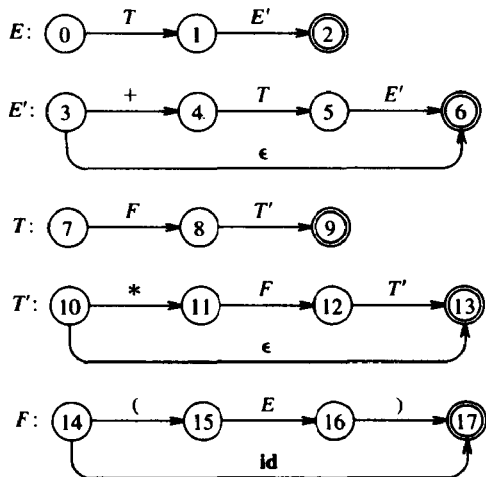 T E'
E: 0 1 2
+ T E'
E': 3 4 5 6
ϵ
F T'
T: 7 8 9
* F T'
T': 10 11 12 13
ϵ
( E )
F: 14 15 16 17
id